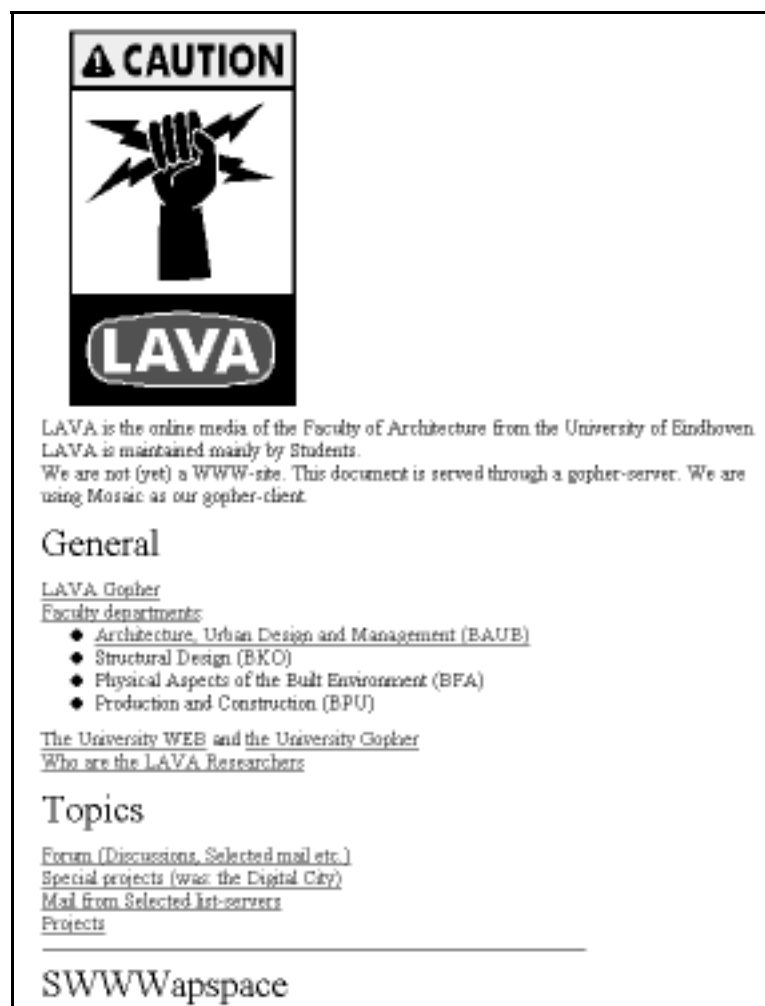 CAUTION
LAVA
LAVA is the online media of the Faculty of Architecture from the University of Eindhoven.
LAVA is maintained mainly by Students.
We are not (yet) a WWW-site. This document is served through a gopher-server. We are
using Mosaic as our gopher-client.
General
LAVA Gopher
Faculty departments:
◆ Architecture, Urban Design and Management (BAUB)
◆ Structural Design (BKO)
◆ Physical Aspects of the Built Environment (BFA)
◆ Production and Construction (BPU)
The University WEB and the University Gopher
Who are the LAVA Researchers
Topics
Forum (Discussions, Selected mail etc.)
Special projects (was: the Digital City)
Mail from Selected list-servers
Projects
SWWWapspace